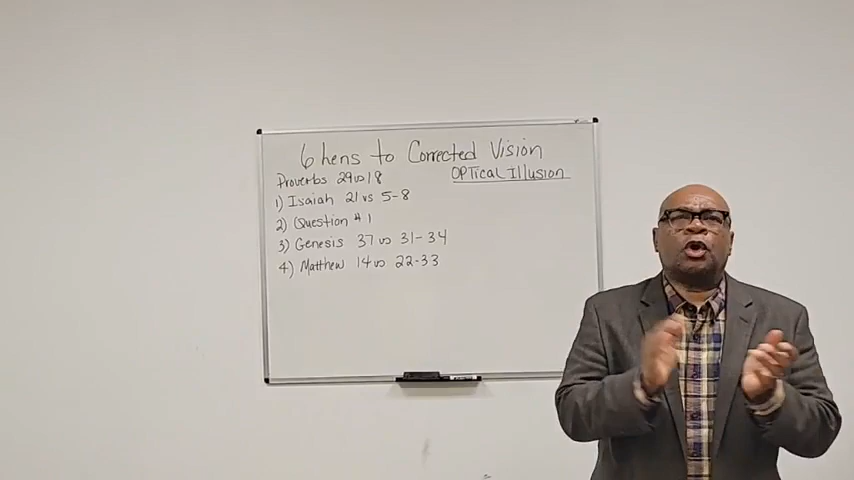 6 hens to Corrected Vision
Proverbs 29 vs 18
OPTical Illusion
1) Isaiah 21 vs 5-8
2) Question # 1
3) Genesis 37 vs 31-34
4) Matthew 14 vs 22-33